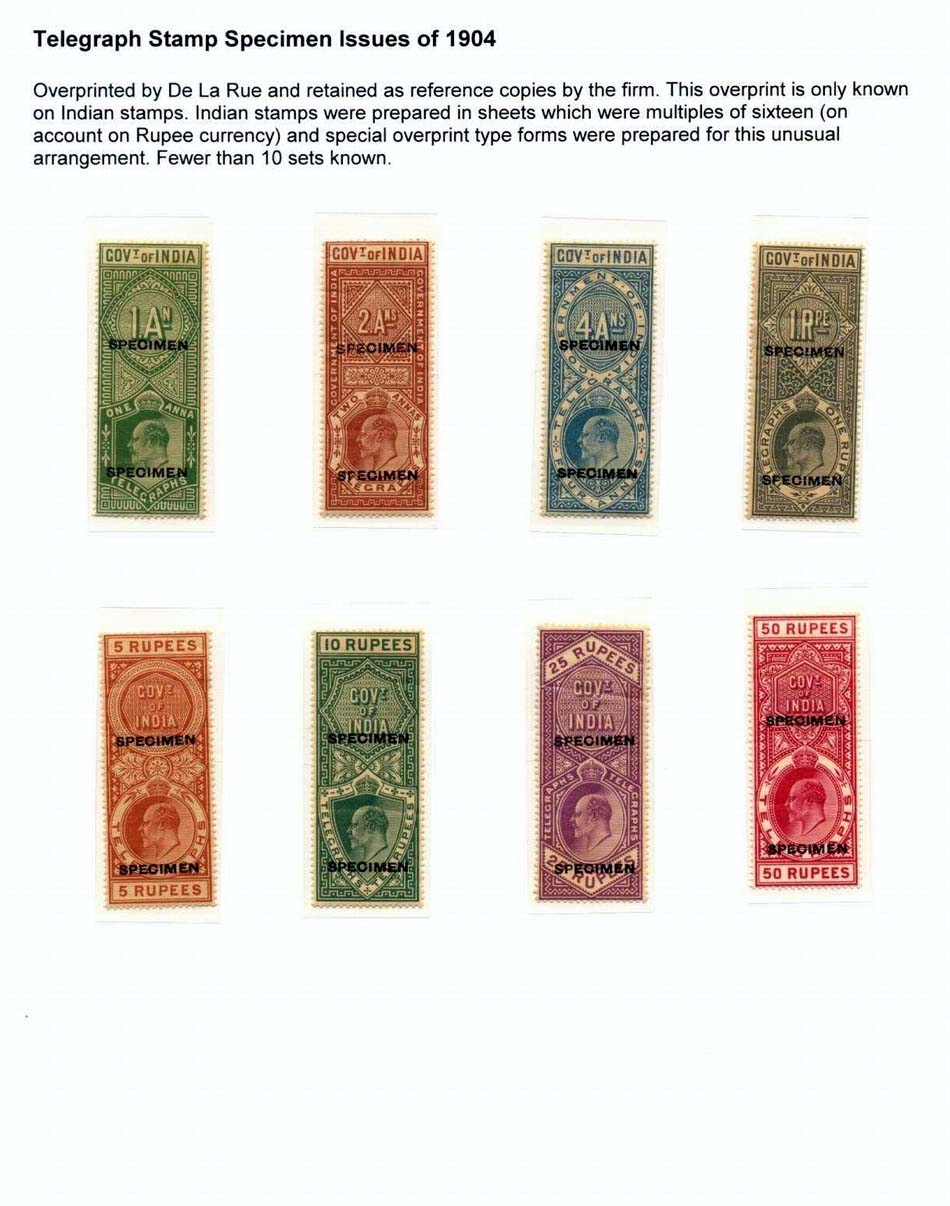 Telegraph Stamp Specimen Issues of 1904
Overprinted by De La Rue and retained as reference copies by the firm. This overprint is only known
on Indian stamps. Indian stamps were prepared in sheets which were multiples of sixteen (on
account on Rupee currency) and special overprint type forms were prepared for this unusual
arrangement. Fewer than 10 sets known.
GOVT OF INDIA
1 AN
SPECIMEN
ONE ANNA
SPECIMEN
TELEGRAPHS
GOVT OF INDIA
GOVERNMENT OF INDIA
GOVERNMENT OF INDIA
2 ANS
SPECIMEN
TWO ANNAS
SPECIMEN
GOVT OF INDIA
4 ANS
SPECIMEN
TELEGRAPHS
SPECIMEN
GOVT OF INDIA
1 RPE
SPECIMEN
ONE RUP
SPECIMEN
5 RUPEES
GOVT
OF
INDIA
SPECIMEN
SPECIMEN
5 RUPEES
10 RUPEES
GOVT
OF
INDIA
SPECIMEN
RUPEES
SPECIMEN
25 RUPEES
GOVT
OF
INDIA
SPECIMEN
TELEGRAPHS
TELEGRAPHS
SPECIMEN
50 RUPEES
GOVT
OF
INDIA
SPECIMEN
SPECIMEN
50 RUPEES